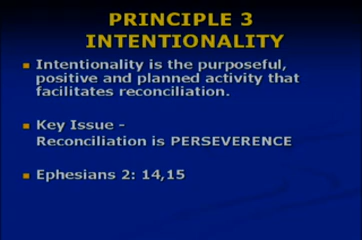 PRINCIPLE 3
INTENTIONALITY
Intentionality is the purposeful,
positive and planned activity that
facilitates reconciliation.
Key Issue -
Reconciliation is PERSEVERENCE
Ephesians 2: 14,15